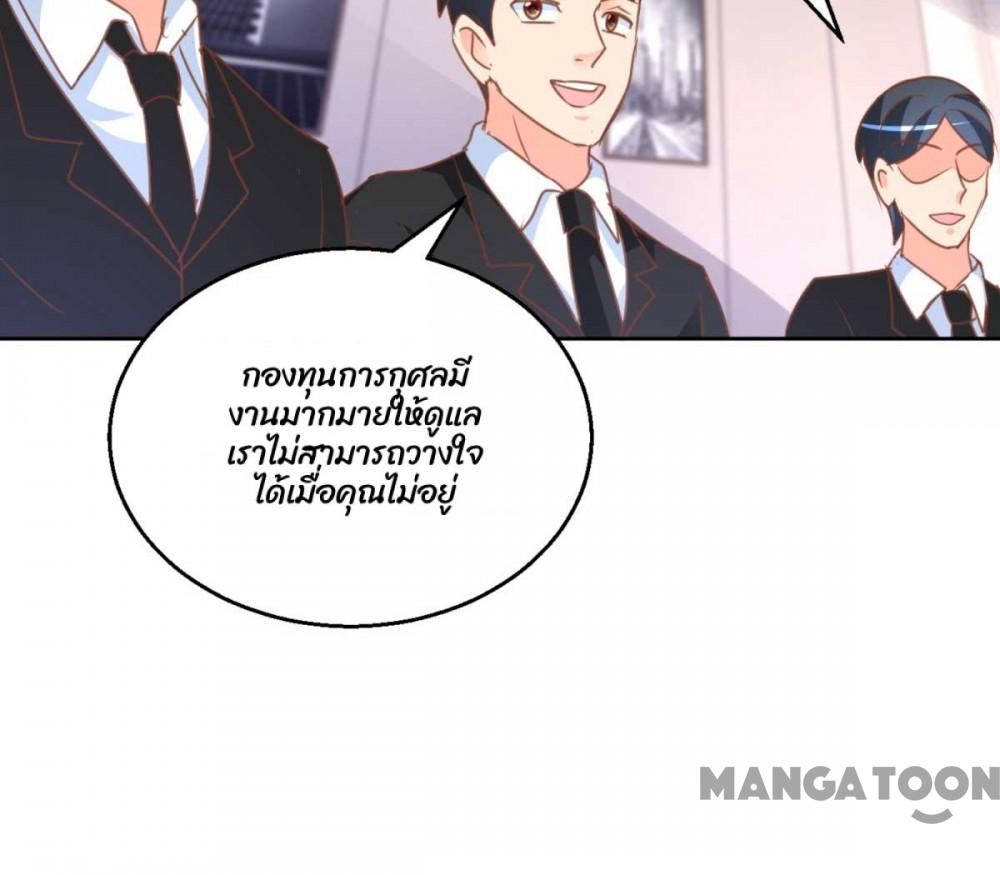 กองทุนการกุศลมี
งานมากมายให้ดูแล
เราไม่สามารถวางใจ
ได้เมื่อคุณไม่อยู่
MANGATOON